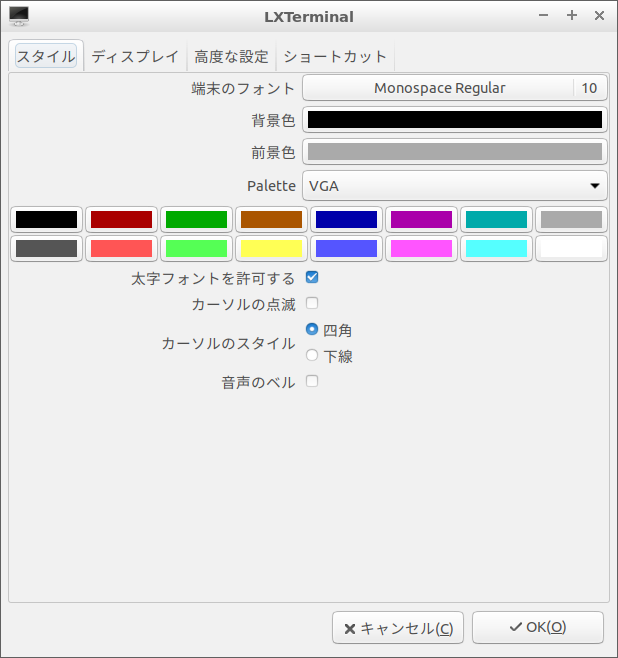 LXTerminal
スタイル ディスプレイ 高度な設定 ショートカット
端末のフォント Monospace Regular 10
背景色
前景色
Palette VGA
太字フォントを許可する
カーソルの点滅
カーソルのスタイル 四角
下線
音声のベル
キャンセル(C) OK(O)